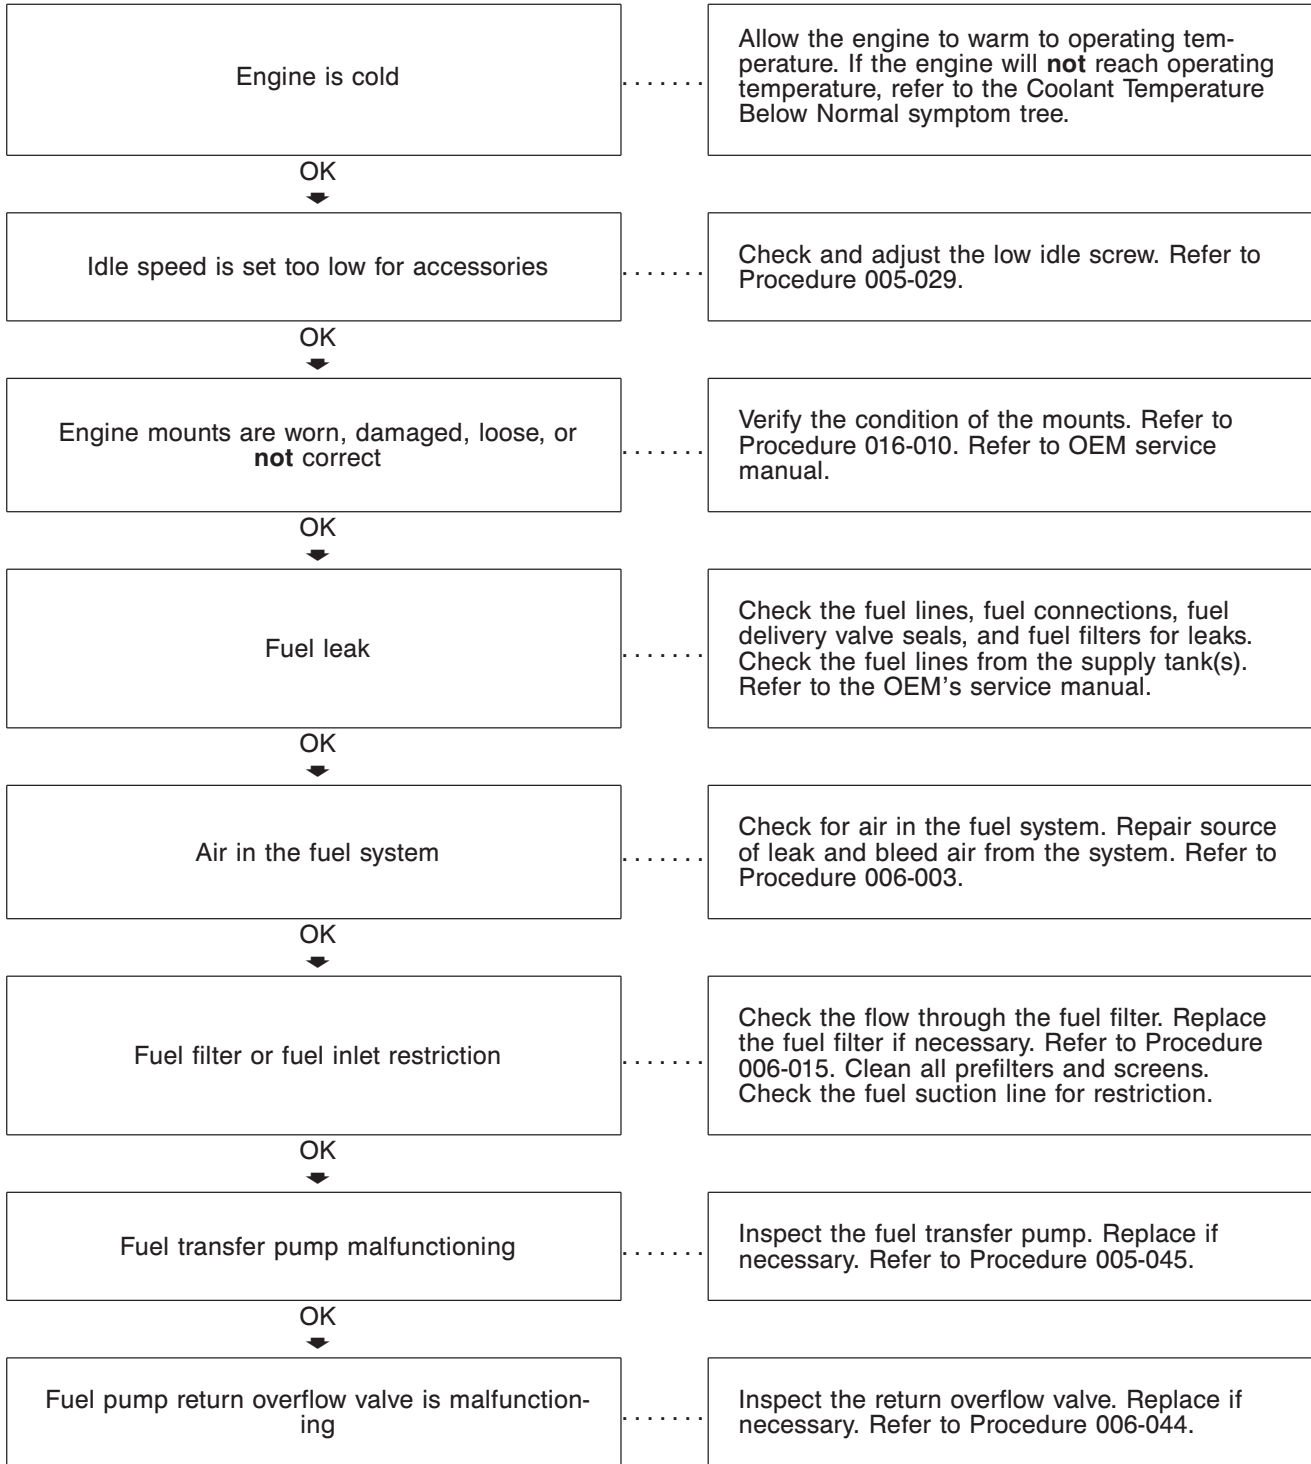 Engine is cold
.......
Allow the engine to warm to operating tem-
perature. If the engine will not reach operating
temperature, refer to the Coolant Temperature
Below Normal symptom tree.
OK
Idle speed is set too low for accessories
.......
Check and adjust the low idle screw. Refer to
Procedure 005-029.
OK
Engine mounts are worn, damaged, loose, or
not correct
.......
Verify the condition of the mounts. Refer to
Procedure 016-010. Refer to OEM service
manual.
OK
Fuel leak
.......
Check the fuel lines, fuel connections, fuel
delivery valve seals, and fuel filters for leaks.
Check the fuel lines from the supply tank(s).
Refer to the OEM's service manual.
OK
Air in the fuel system
.......
Check for air in the fuel system. Repair source
of leak and bleed air from the system. Refer to
Procedure 006-003.
OK
Fuel filter or fuel inlet restriction
.......
Check the flow through the fuel filter. Replace
the fuel filter if necessary. Refer to Procedure
006-015. Clean all prefilters and screens.
Check the fuel suction line for restriction.
OK
Fuel transfer pump malfunctioning
.......
Inspect the fuel transfer pump. Replace if
necessary. Refer to Procedure 005-045.
OK
Fuel pump return overflow valve is malfunction-
ing
.......
Inspect the return overflow valve. Replace if
necessary. Refer to Procedure 006-044.